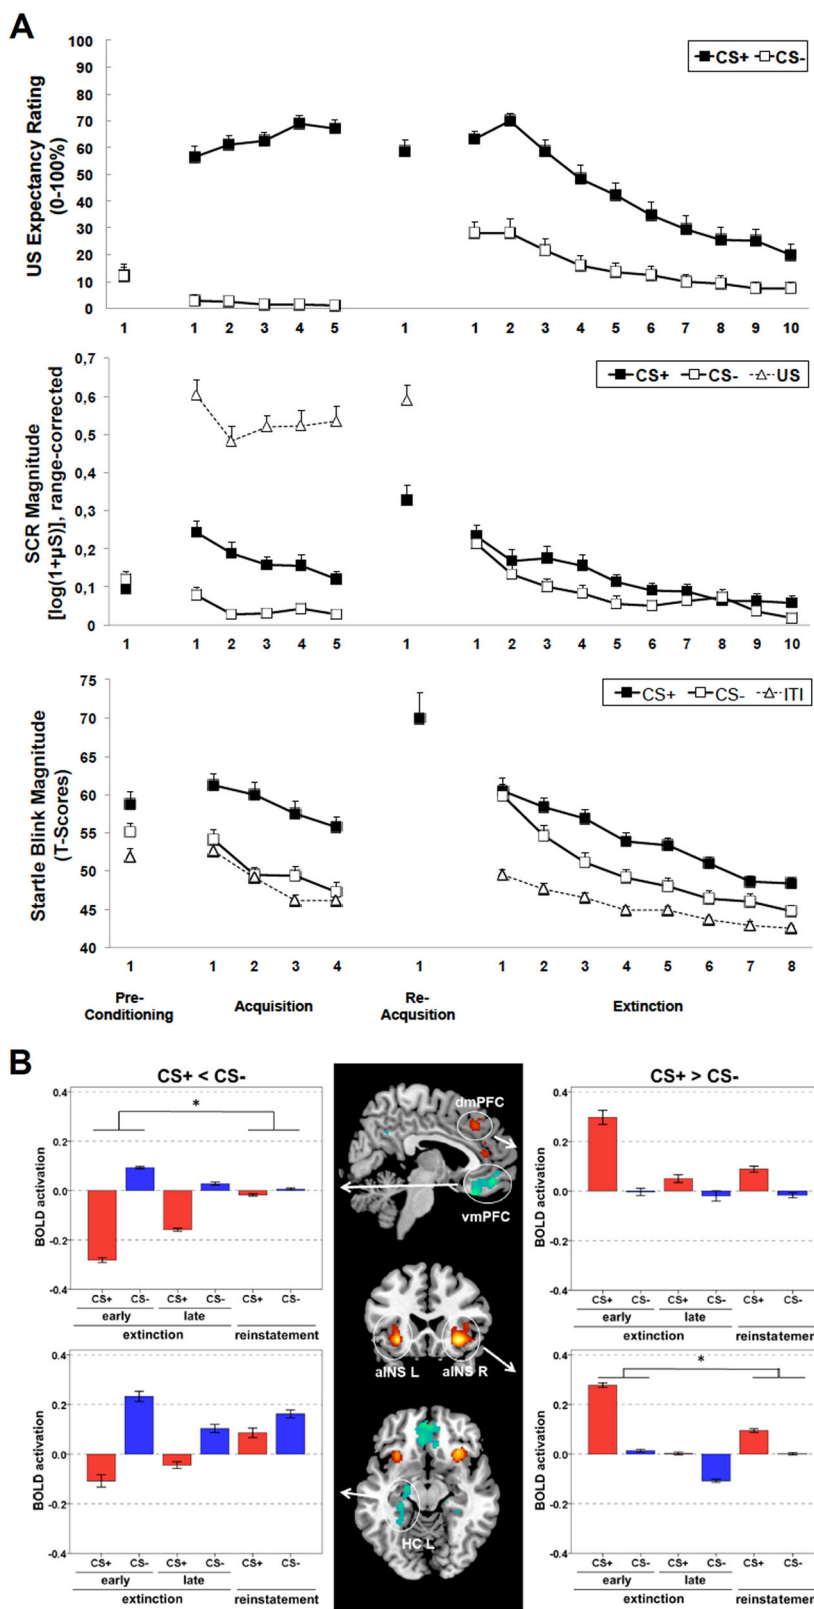 A
US Expectancy Rating
(0-100%)
100
90
80
70
60
50
40
30
20
10
0
CS+ CS-
1 1 2 3 4 5 1 1 2 3 4 5 6 7 8 9 10
SCR Magnitude
[log(1+µS)], range-corrected
0,7
0,6
0,5
0,4
0,3
0,2
0,1
0
CS+ CS- US
1 1 2 3 4 5 1 1 2 3 4 5 6 7 8 9 10
Startle Blink Magnitude
(T-Scores)
75
70
65
60
55
50
45
40
CS+ CS- ITI
1 1 2 3 4 1 1 2 3 4 5 6 7 8
Pre-
Conditioning
Acquisition
Re-
Acqusition
Extinction
B
CS+ < CS-
BOLD activation
0.4
0.2
0.0
-0.2
-0.4
*
CS+ CS- CS+ CS- CS+ CS-
early late
extinction reinstatement
BOLD activation
0.4
0.2
0.0
-0.2
-0.4
CS+ CS- CS+ CS- CS+ CS-
early late
extinction reinstatement
dmPFC
vmPFC
aINS L aINS R
HC L
CS+ > CS-
BOLD activation
0.4
0.2
0.0
-0.2
-0.4
CS+ CS- CS+ CS- CS+ CS-
early late
extinction reinstatement
BOLD activation
0.4
0.2
0.0
-0.2
-0.4
*
CS+ CS- CS+ CS- CS+ CS-
early late
extinction reinstatement